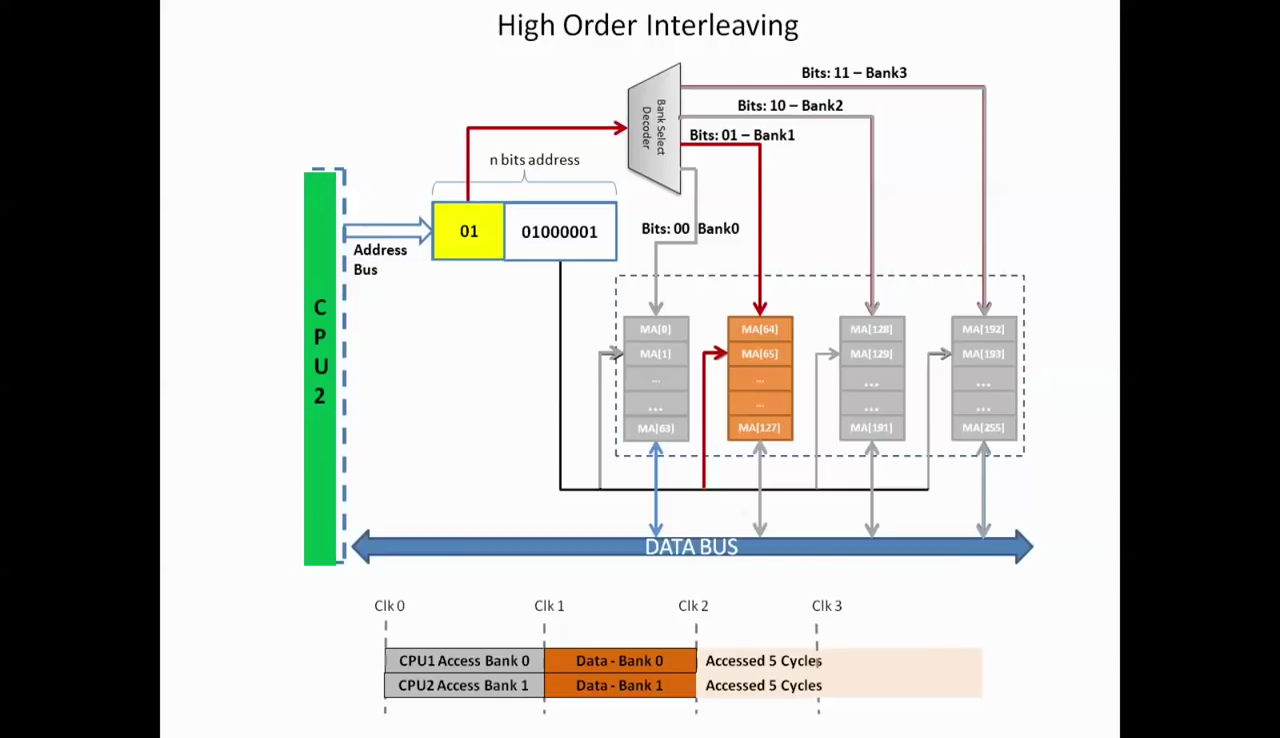 High Order Interleaving
Bits: 11 – Bank3
Bits: 10 – Bank2
Bits: 01 – Bank1
Bank Select
Decoder
n bits address
01
01000001
Bits: 00 Bank0
Address
Bus
C
P
U
2
MA[0]
MA[64]
MA[128]
MA[192]
MA[1]
MA[65]
MA[129]
MA[193]
...
...
...
...
...
...
...
...
MA[63]
MA[127]
MA[191]
MA[255]
DATA BUS
Clk 0
Clk 1
Clk 2
Clk 3
CPU1 Access Bank 0
Data - Bank 0
Accessed 5 Cycles
CPU2 Access Bank 1
Data - Bank 1
Accessed 5 Cycles